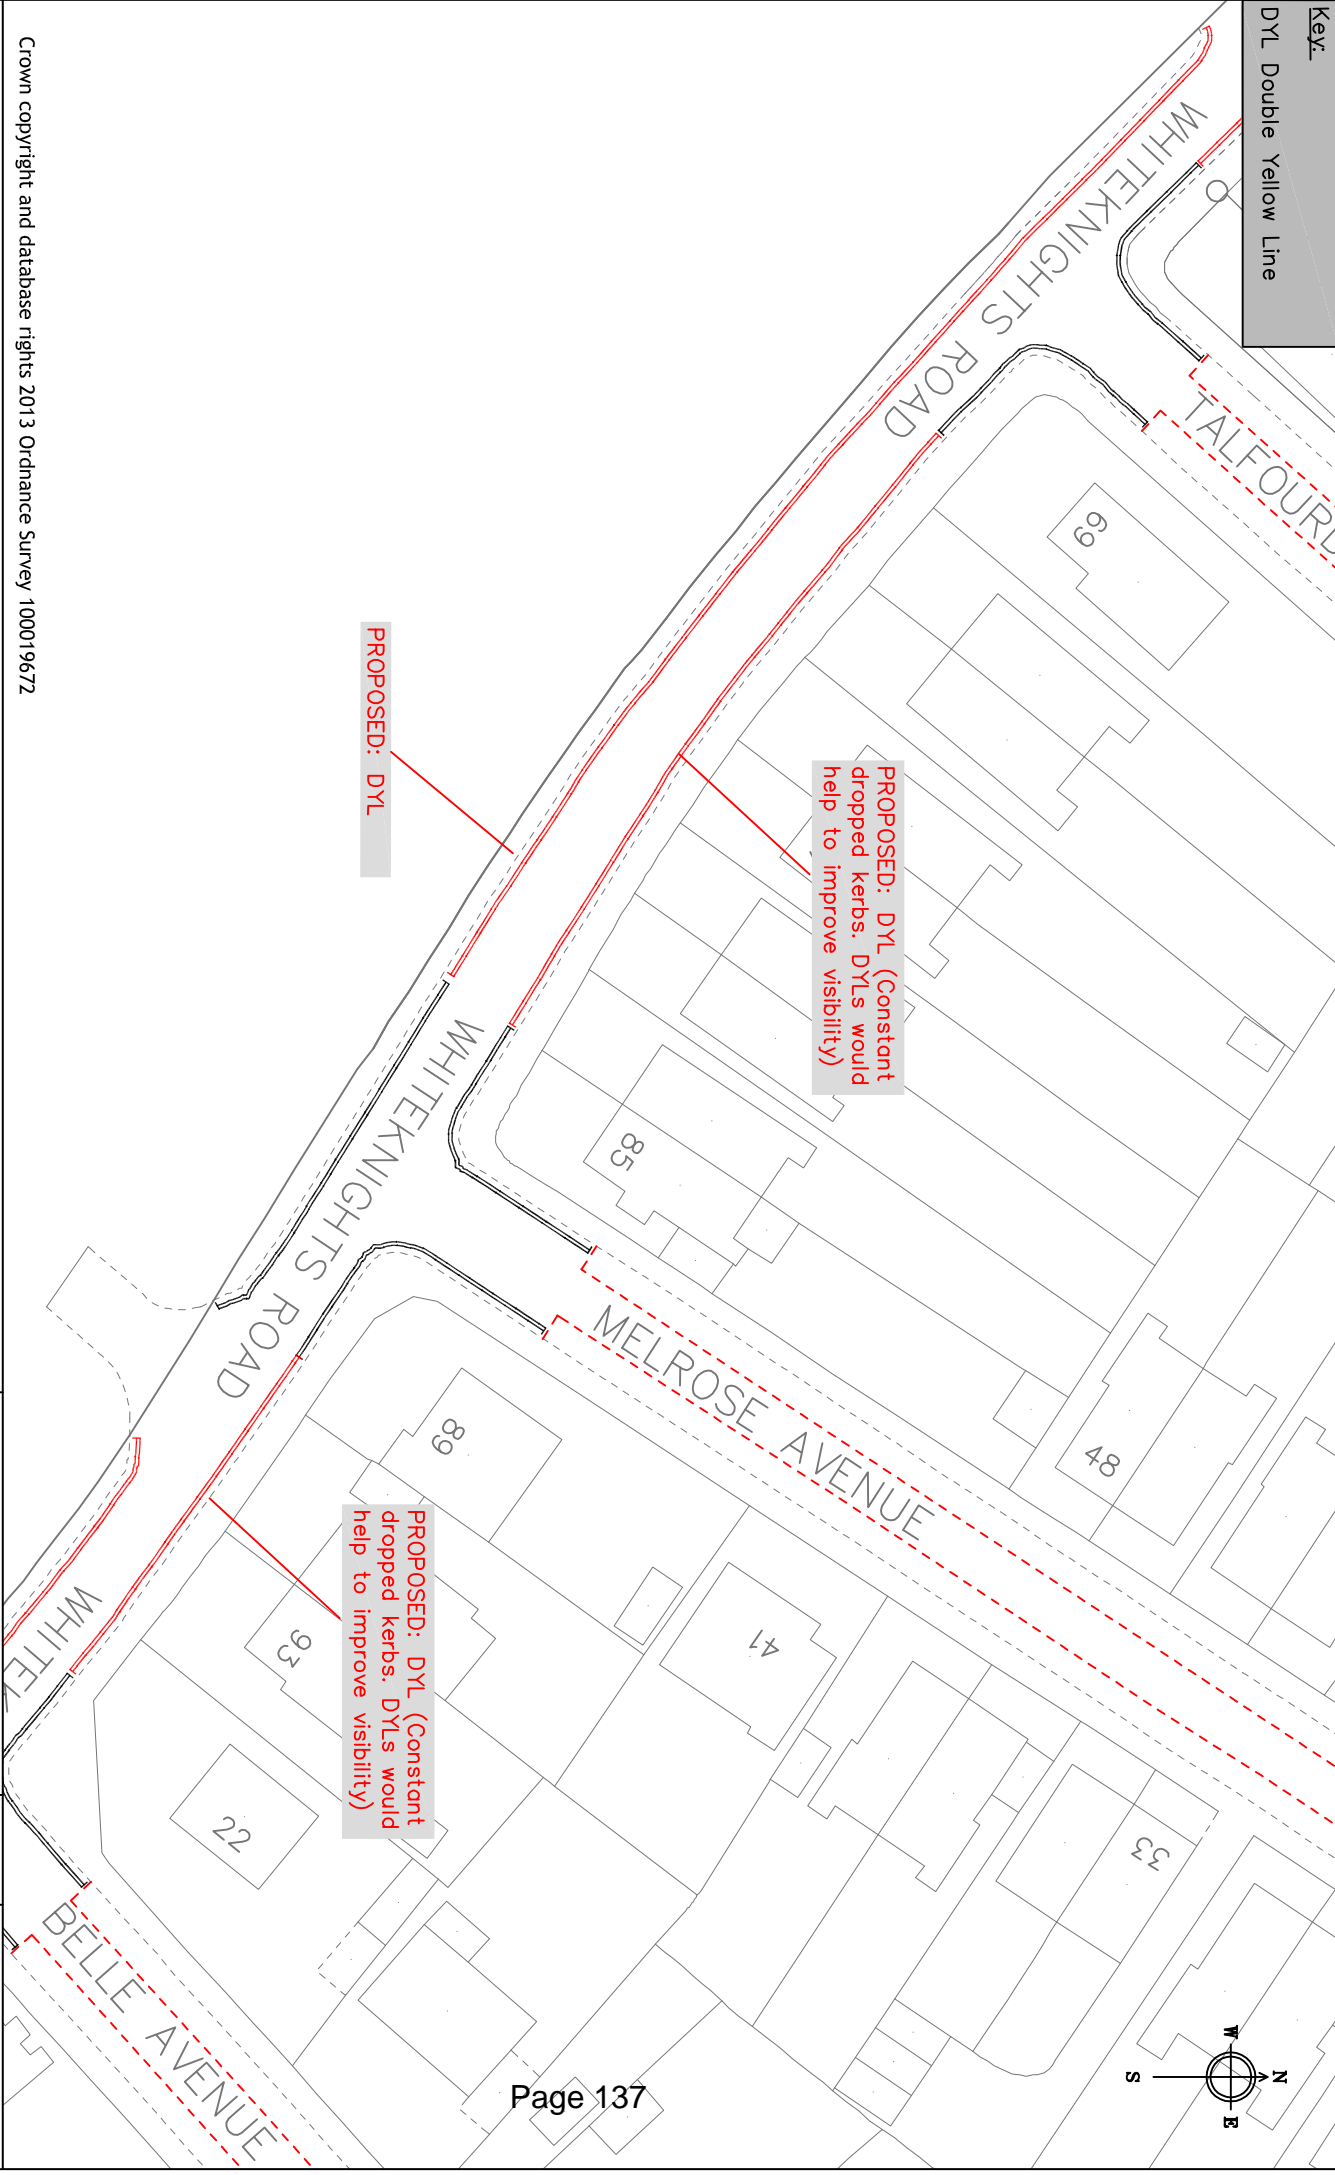 Key:
DYL Double Yellow Line
WHITEKNIGHTS ROAD
TALFOURD
69
PROPOSED: DYL (Constant
dropped kerbs. DYLs would
help to improve visibility)
PROPOSED: DYL
85
WHITEKNIGHTS ROAD
MELROSE AVENUE
48
89
41
93
PROPOSED: DYL (Constant
dropped kerbs. DYLs would
help to improve visibility)
33
22
WHITEK
BELLE AVENUE
N
W
E
S
Page 137
Crown copyright and database rights 2013 Ordnance Survey 100019672